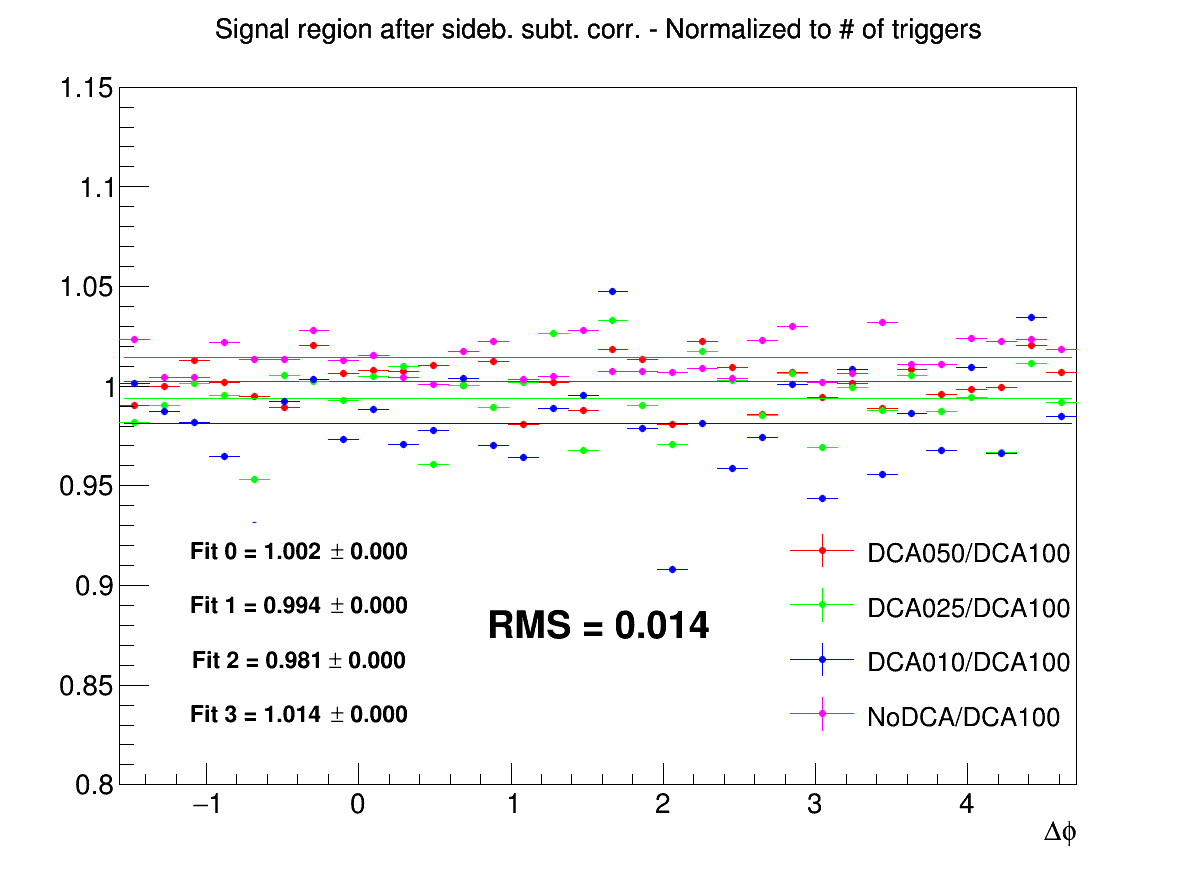 Signal region after sideb. subt. corr. - Normalized to # of triggers
1.15
1.1
1.05
1
0.95
0.9
0.85
0.8
Fit 0 = 1.002 ± 0.000
Fit 1 = 0.994 ± 0.000
Fit 2 = 0.981 ± 0.000
Fit 3 = 1.014 ± 0.000
RMS = 0.014
DCA050/DCA100
DCA025/DCA100
DCA010/DCA100
NoDCA/DCA100
−1 0 1 2 3 4
Δϕ